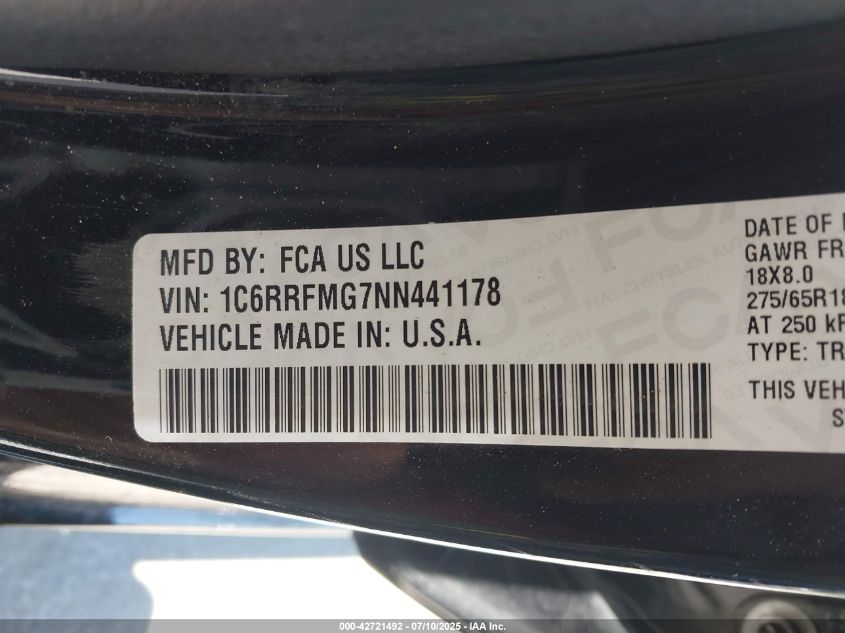 MFD BY: FCA US LLC
VIN: 1C6RRFMG7NN441178
VEHICLE MADE IN: U.S.A.
DATE OF
GAWR FR
18X8.0
275/65R18
AT 250 kP
TYPE: TR
THIS VEH
S
000-42721492 - 07/10/2025 - IAA Inc.